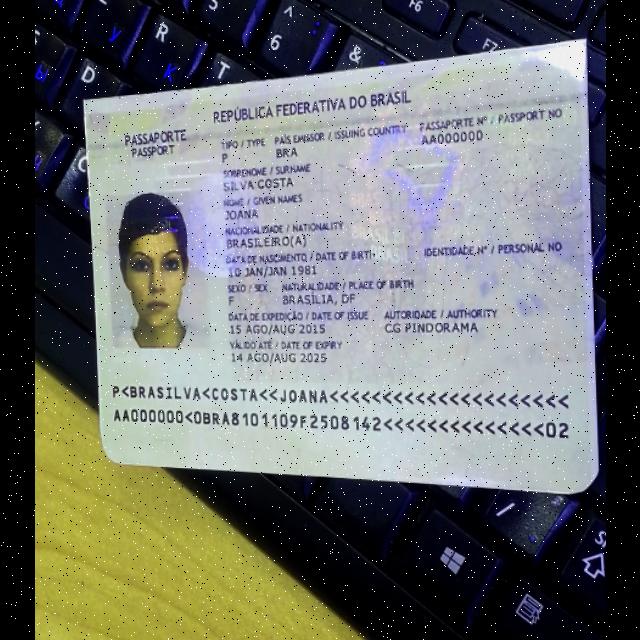 R
6
&
F6
F7
D
T
REPÚBLICA FEDERATIVA DO BRASIL
PASSAPORTE
PASSPORT
TIPO / TYPE PAÍS EMISSOR / ISSUING COUNTRY PASSAPORTE Nº / PASSPORT NO
P BRA AA000000
SOBRENOME / SURNAME
SILVA COSTA
NOME / GIVEN NAMES
JOANA
NACIONALIDADE / NATIONALITY
BRASILEIRO(A)
DATA DE NASCIMENTO / DATE OF BIRTH IDENTIDADE Nº / PERSONAL NO
10 JAN/JAN 1981
SEXO / SEX NATURALIDADE / PLACE OF BIRTH
F BRASÍLIA, DF
DATA DE EXPEDIÇÃO / DATE OF ISSUE AUTORIDADE / AUTHORITY
15 AGO/AUG 2015 CG PINDORAMA
VÁLIDO ATÉ / DATE OF EXPIRY
14 AGO/AUG 2025
P<BRASILVA<COSTA<<JOANA<<<<<<<<<<<<<<<<<<<<<
AA000000<0BRA8101109F2508142<<<<<<<<<<<<<<<02